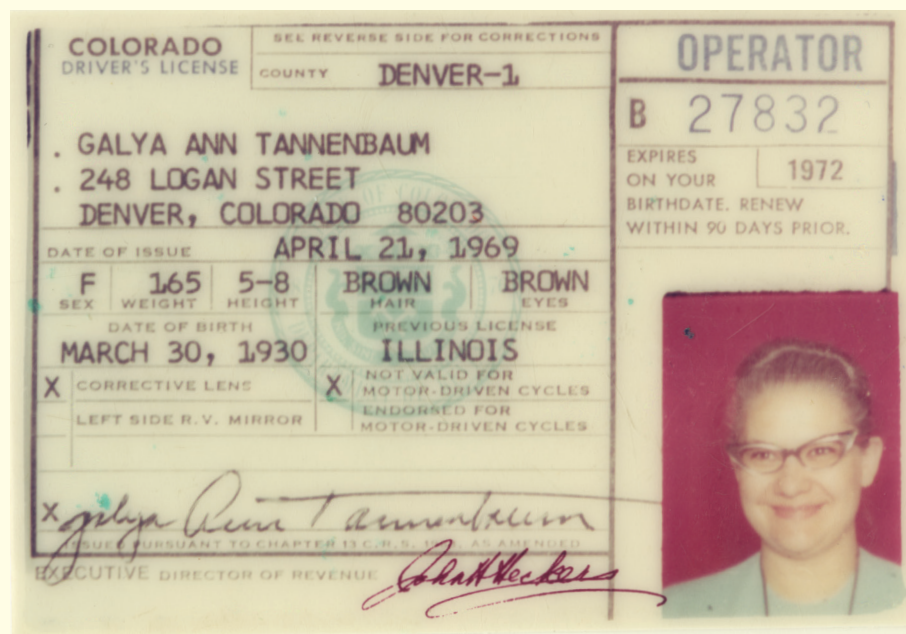 COLORADO
DRIVER'S LICENSE
SEE REVERSE SIDE FOR CORRECTIONS
COUNTY DENVER-1
OPERATOR
B 27832
. GALYA ANN TANNENBAUM
. 248 LOGAN STREET
DENVER, COLORADO 80203
EXPIRES
ON YOUR 1972
BIRTHDATE. RENEW
WITHIN 90 DAYS PRIOR.
DATE OF ISSUE APRIL 21, 1969
F 165 5-8 BROWN BROWN
SEX WEIGHT HEIGHT HAIR EYES
DATE OF BIRTH PREVIOUS LICENSE
MARCH 30, 1930 ILLINOIS
X CORRECTIVE LENS X NOT VALID FOR
MOTOR-DRIVEN CYCLES
LEFT SIDE R.V. MIRROR ENDORSED FOR
MOTOR-DRIVEN CYCLES
X Galya Ann Tannenbaum
ISSUED PURSUANT TO CHAPTER 13 C.R.S. AS AMENDED
EXECUTIVE DIRECTOR OF REVENUE John H Heckers